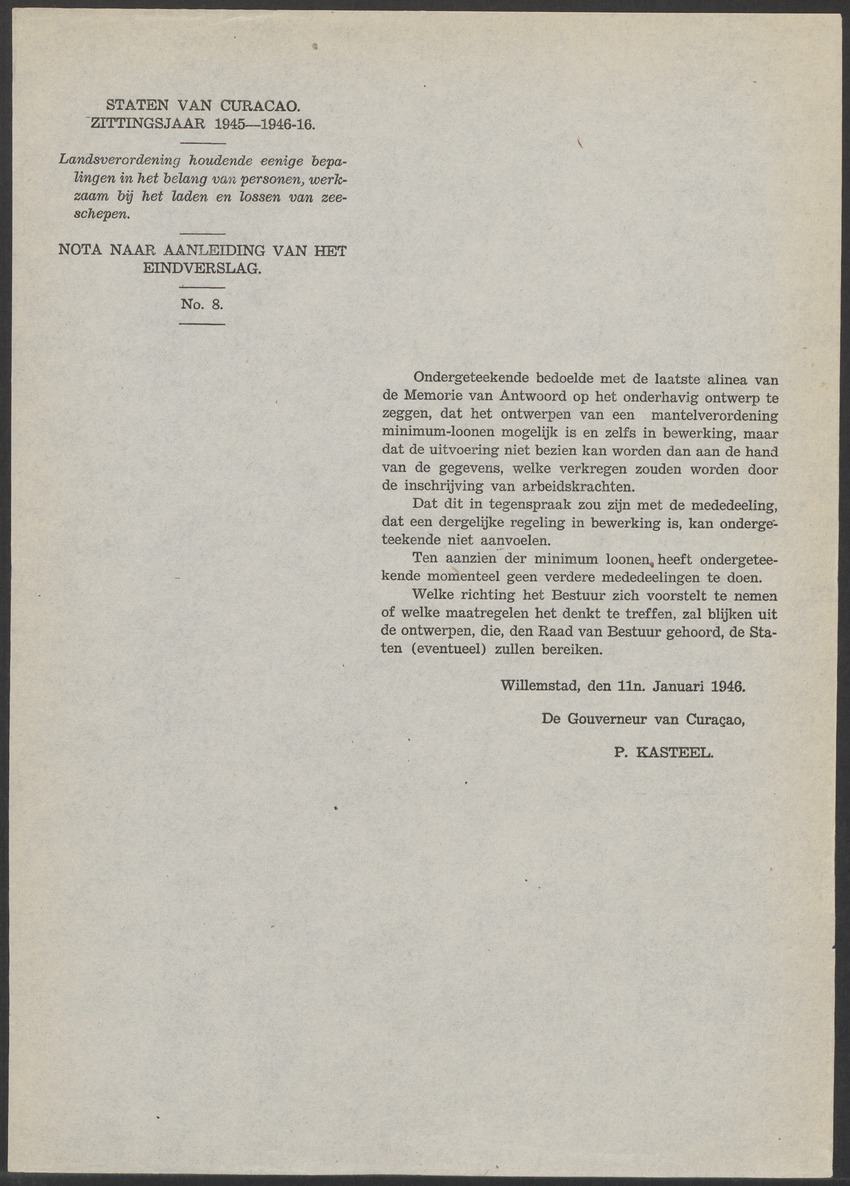 STATEN VAN CURACAO.
ZITTINGSJAAR 1945—1946-16.
Landsverordening houdende eenige bepa-
lingen in het belang van personen, werk-
zaam bij het laden en lossen van zee-
schepen.
NOTA NAAR AANLEIDING VAN HET
EINDVERSLAG.
No. 8.
Ondergeteekende bedoelde met de laatste alinea van
de Memorie van Antwoord op het onderhavig ontwerp te
zeggen, dat het ontwerpen van een mantelverordening
minimum-loonen mogelijk is en zelfs in bewerking, maar
dat de uitvoering niet bezien kan worden dan aan de hand
van de gegevens, welke verkregen zouden worden door
de inschrijving van arbeidskrachten.
Dat dit in tegenspraak zou zijn met de mededeeling,
dat een dergelijke regeling in bewerking is, kan onderge-
teekende niet aanvoelen.
Ten aanzien der minimum loonen, heeft ondergetee-
kende momenteel geen verdere mededeelingen te doen.
Welke richting het Bestuur zich voorstelt te nemen
of welke maatregelen het denkt te treffen, zal blijken uit
de ontwerpen, die, den Raad van Bestuur gehoord, de Sta-
ten (eventueel) zullen bereiken.
Willemstad, den 11n. Januari 1946.
De Gouverneur van Curaçao,
P. KASTEEL.